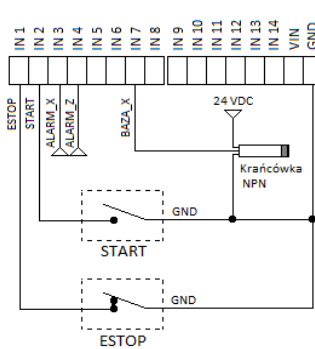 IN 1
IN 2
IN 3
IN 4
IN 5
IN 6
IN 7
IN 8
IN 9
IN 10
IN 11
IN 12
IN 13
IN 14
VIN
GND
ESTOP
START
ALARM_X
ALARM_Z
BAZA_X
24 VDC
Krańcówka
NPN
GND
START
GND
ESTOP